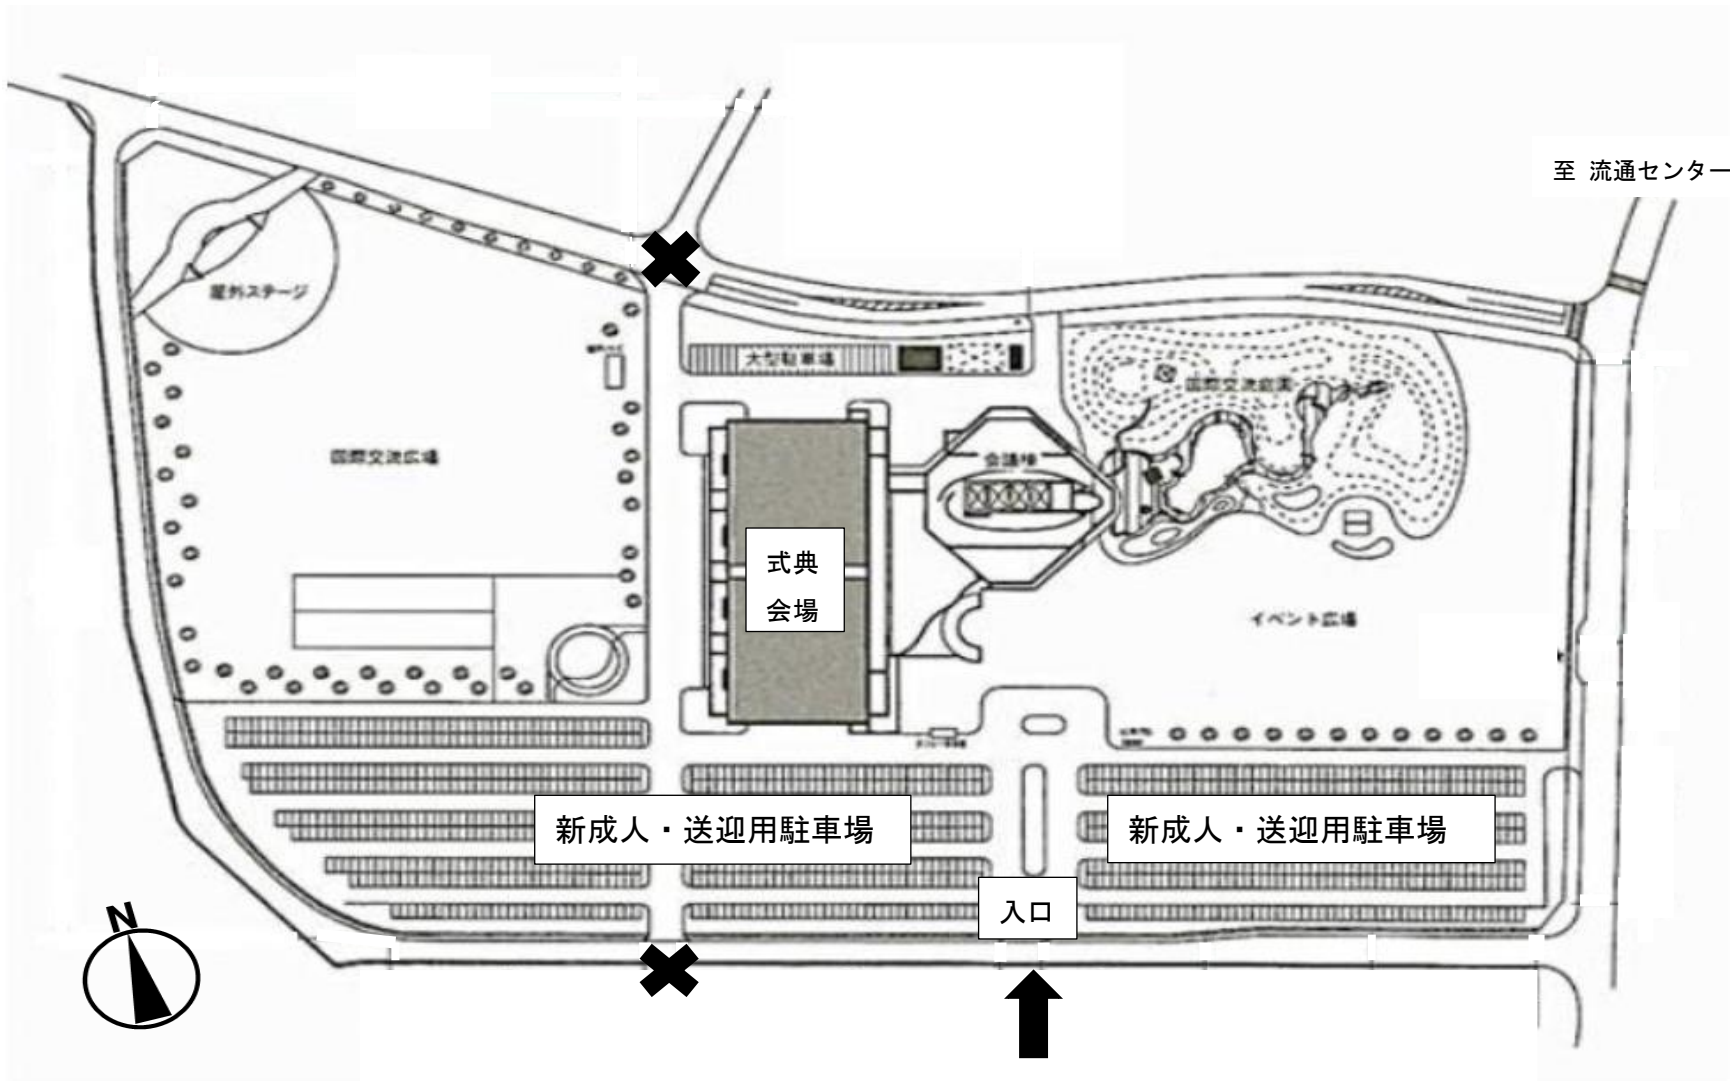 至 流通センター
屋外ステージ
大型駐車場
国際交流庭園
国際交流広場
会議棟
式典
会場
イベント広場
新成人・送迎用駐車場
新成人・送迎用駐車場
入口
N